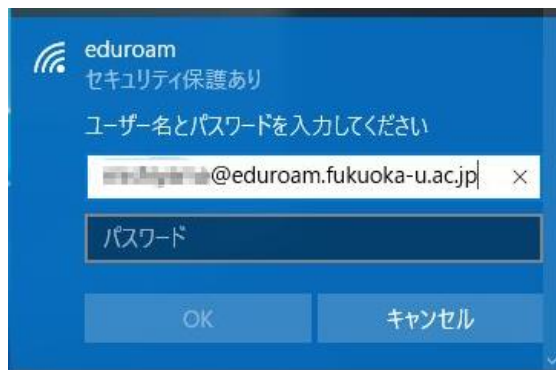 eduroam
セキュリティ保護あり
ユーザー名とパスワードを入力してください
@eduroam.fukuoka-u.ac.jp
パスワード
OK
キャンセル